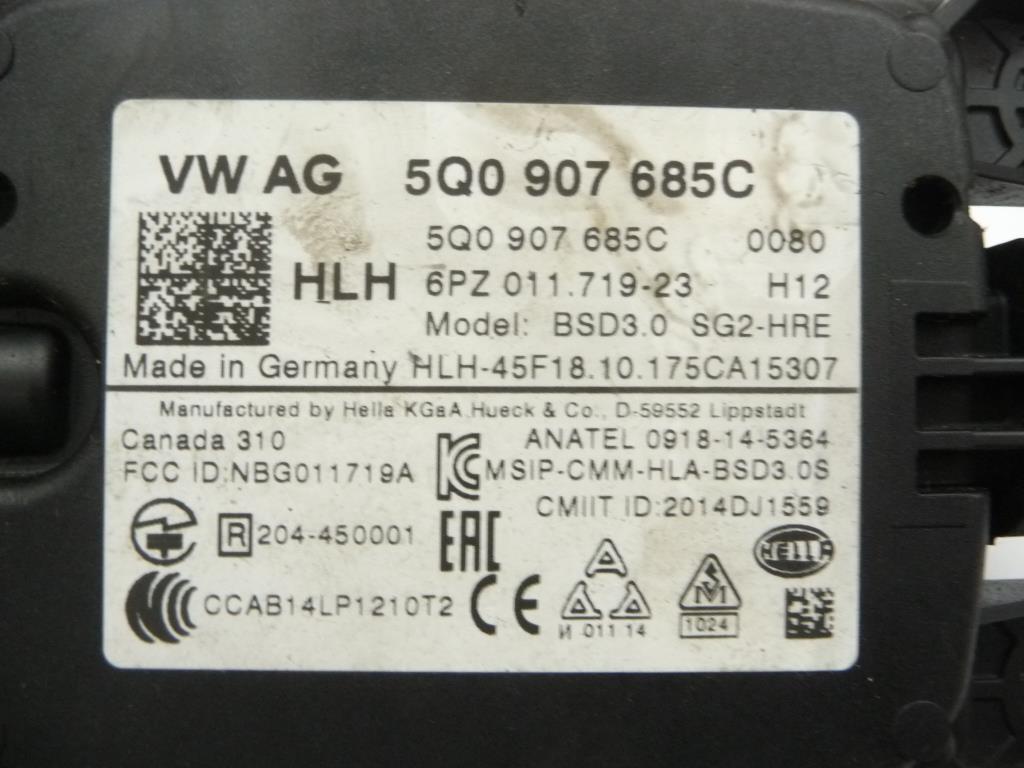 VW AG 5Q0 907 685C
5Q0 907 685C 0080
HLH 6PZ 011.719-23 H12
Model: BSD3.0 SG2-HRE
Made in Germany HLH-45F18.10.175CA15307
Manufactured by Hella KGaA Hueck & Co., D-59552 Lippstadt
Canada 310 ANATEL 0918-14-5364
FCC ID:NBG011719A KC MSIP-CMM-HLA-BSD3.0S
CMIIT ID:2014DJ1559
R 204-450001 EAC HELLA
CCAB14LP1210T2 CE И 011 14 M 1024